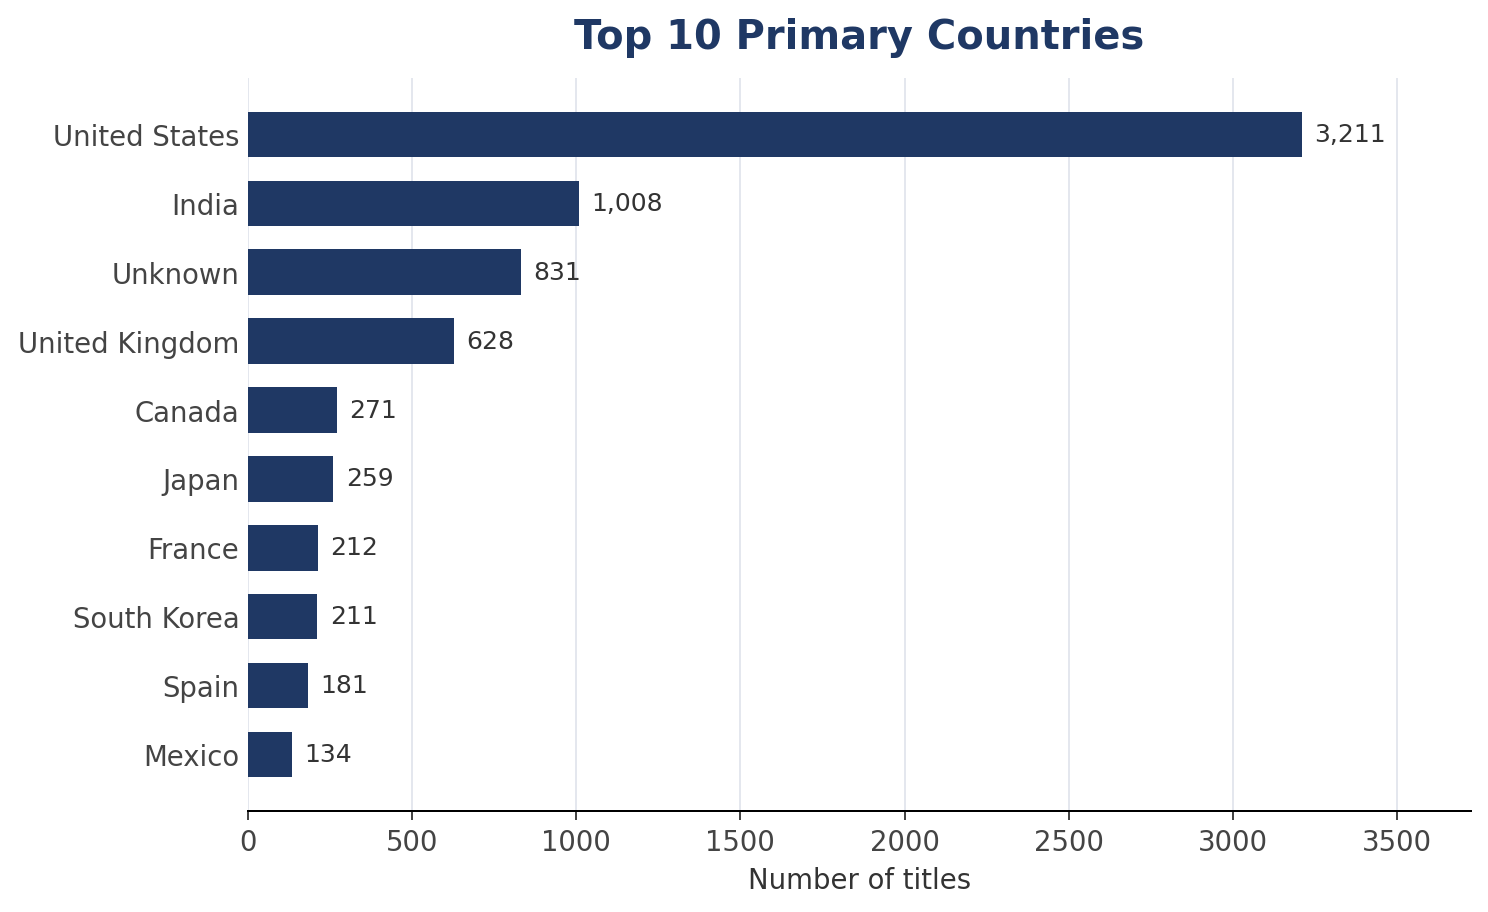 Top 10 Primary Countries
United States 3,211
India 1,008
Unknown 831
United Kingdom 628
Canada 271
Japan 259
France 212
South Korea 211
Spain 181
Mexico 134
0 500 1000 1500 2000 2500 3000 3500
Number of titles